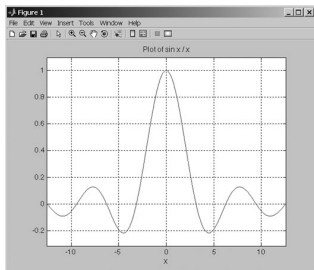 Figure 1
File Edit View Insert Tools Window Help
Plot of sin x / x
1
0.8
0.6
0.4
0.2
0
-0.2
-10 -5 0 5 10
x